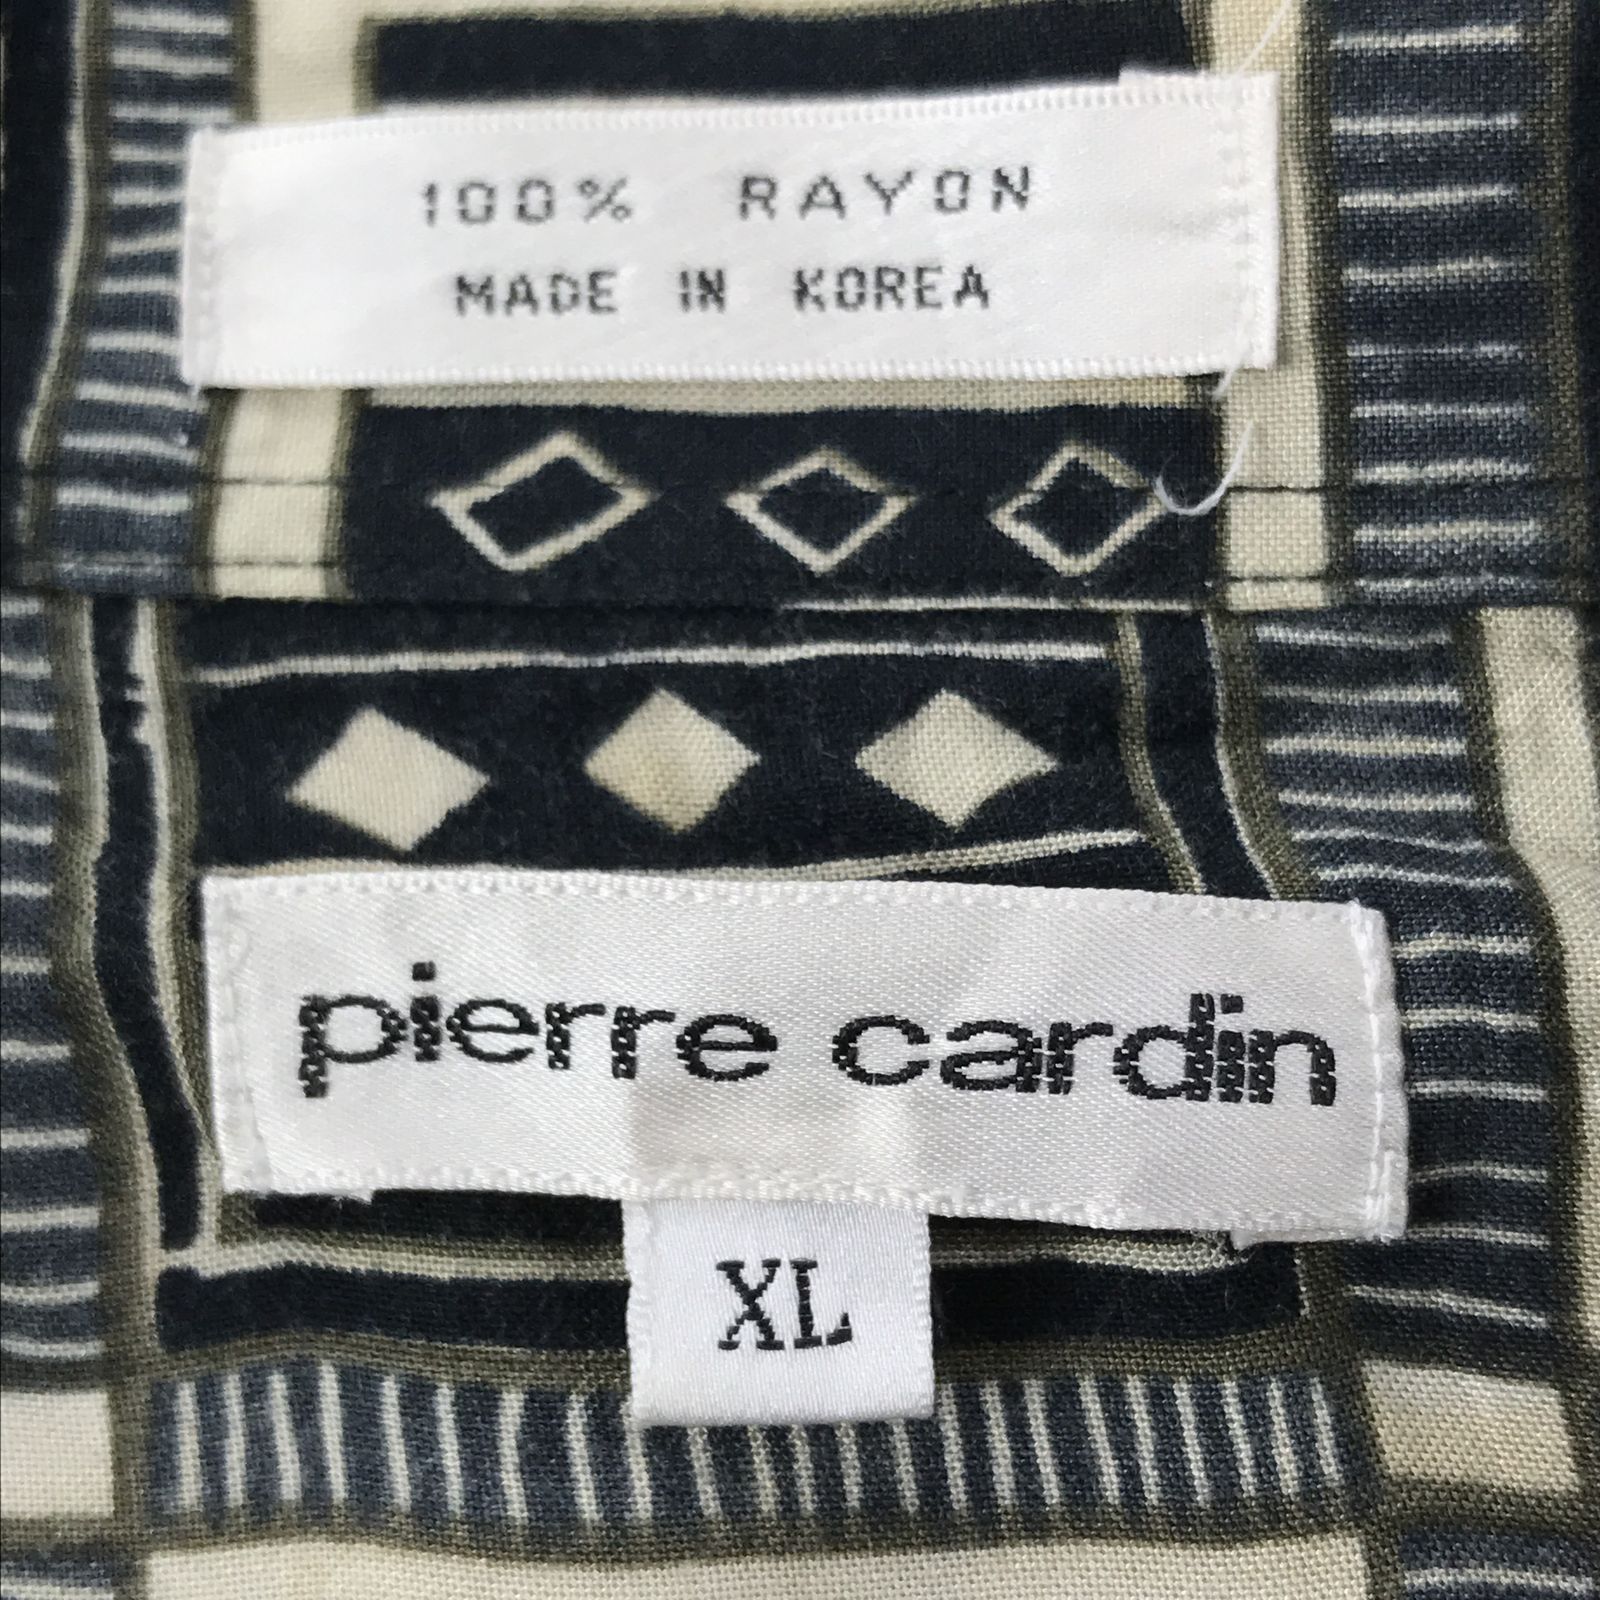 100% RAYON
MADE IN KOREA
pierre cardin
XL